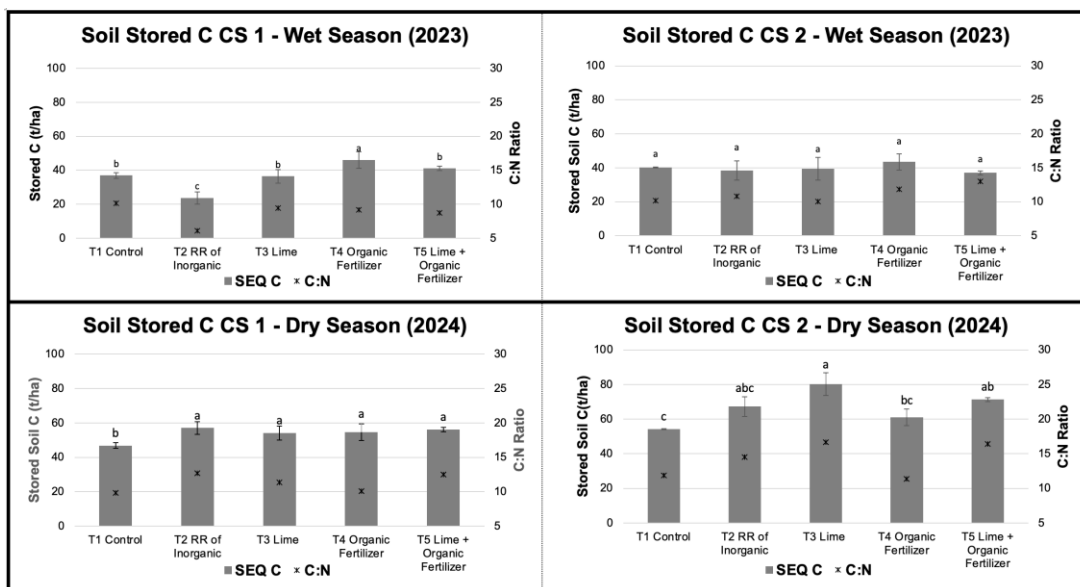 Soil Stored C CS 1 - Wet Season (2023)
Stored C (t/ha)
100
80
60
40
20
0
b
c
b
a
b
30
25
20
15
10
5
C:N Ratio
T1 Control
T2 RR of
Inorganic
T3 Lime
T4 Organic
Fertilizer
T5 Lime +
Organic
Fertilizer
SEQ C
C:N
Soil Stored C CS 2 - Wet Season (2023)
Stored Soil C (t/ha)
100
80
60
40
20
0
a
a
a
a
a
30
25
20
15
10
5
C:N Ratio
T1 Control
T2 RR of
Inorganic
T3 Lime
T4 Organic
Fertilizer
T5 Lime +
Organic
Fertilizer
SEQ C
C:N
Soil Stored C CS 1 - Dry Season (2024)
Stored Soil C (t/ha)
100
80
60
40
20
0
b
a
a
a
a
30
25
20
15
10
5
C:N Ratio
T1 Control
T2 RR of
Inorganic
T3 Lime
T4 Organic
Fertilizer
T5 Lime +
Organic
Fertilizer
SEQ C
C:N
Soil Stored C CS 2 - Dry Season (2024)
Stored Soil C(t/ha)
100
80
60
40
20
0
c
abc
a
bc
ab
30
25
20
15
10
5
C:N Ratio
T1 Control
T2 RR of
Inorganic
T3 Lime
T4 Organic
Fertilizer
T5 Lime +
Organic
Fertilizer
SEQ C
C:N